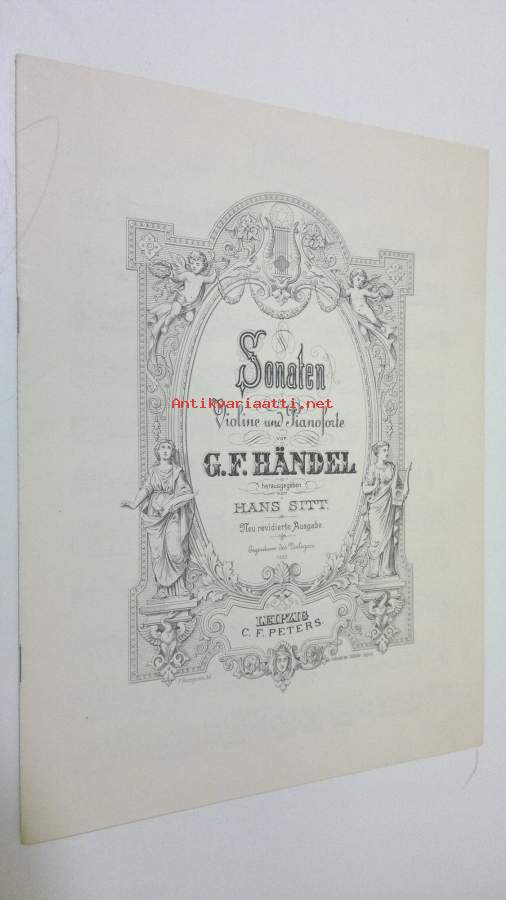 Sonaten
Antikvariaatti.net
Violine und Pianoforte
von
G.F. HÄNDEL
herausgegeben
von
HANS SITT.
Neu revidierte Ausgabe.
Eigenthum des Verlegers.
LEIPZIG
C. F. PETERS.